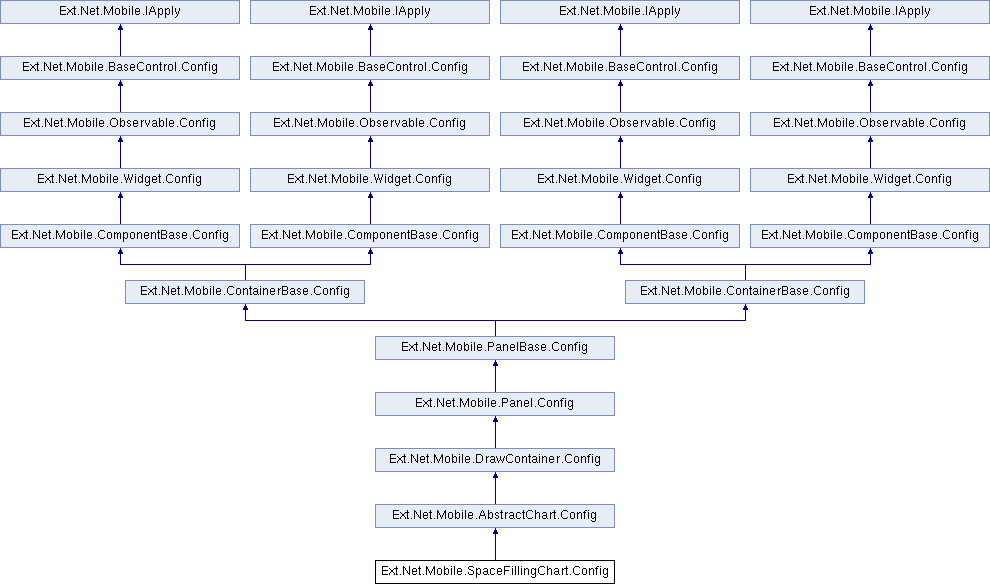 Ext.Net.Mobile.IApply Ext.Net.Mobile.IApply Ext.Net.Mobile.IApply Ext.Net.Mobile.IApply
Ext.Net.Mobile.BaseControl.Config Ext.Net.Mobile.BaseControl.Config Ext.Net.Mobile.BaseControl.Config Ext.Net.Mobile.BaseControl.Config
Ext.Net.Mobile.Observable.Config Ext.Net.Mobile.Observable.Config Ext.Net.Mobile.Observable.Config Ext.Net.Mobile.Observable.Config
Ext.Net.Mobile.Widget.Config Ext.Net.Mobile.Widget.Config Ext.Net.Mobile.Widget.Config Ext.Net.Mobile.Widget.Config
Ext.Net.Mobile.ComponentBase.Config Ext.Net.Mobile.ComponentBase.Config Ext.Net.Mobile.ComponentBase.Config Ext.Net.Mobile.ComponentBase.Config
Ext.Net.Mobile.ContainerBase.Config Ext.Net.Mobile.ContainerBase.Config
Ext.Net.Mobile.PanelBase.Config
Ext.Net.Mobile.Panel.Config
Ext.Net.Mobile.DrawContainer.Config
Ext.Net.Mobile.AbstractChart.Config
Ext.Net.Mobile.SpaceFillingChart.Config